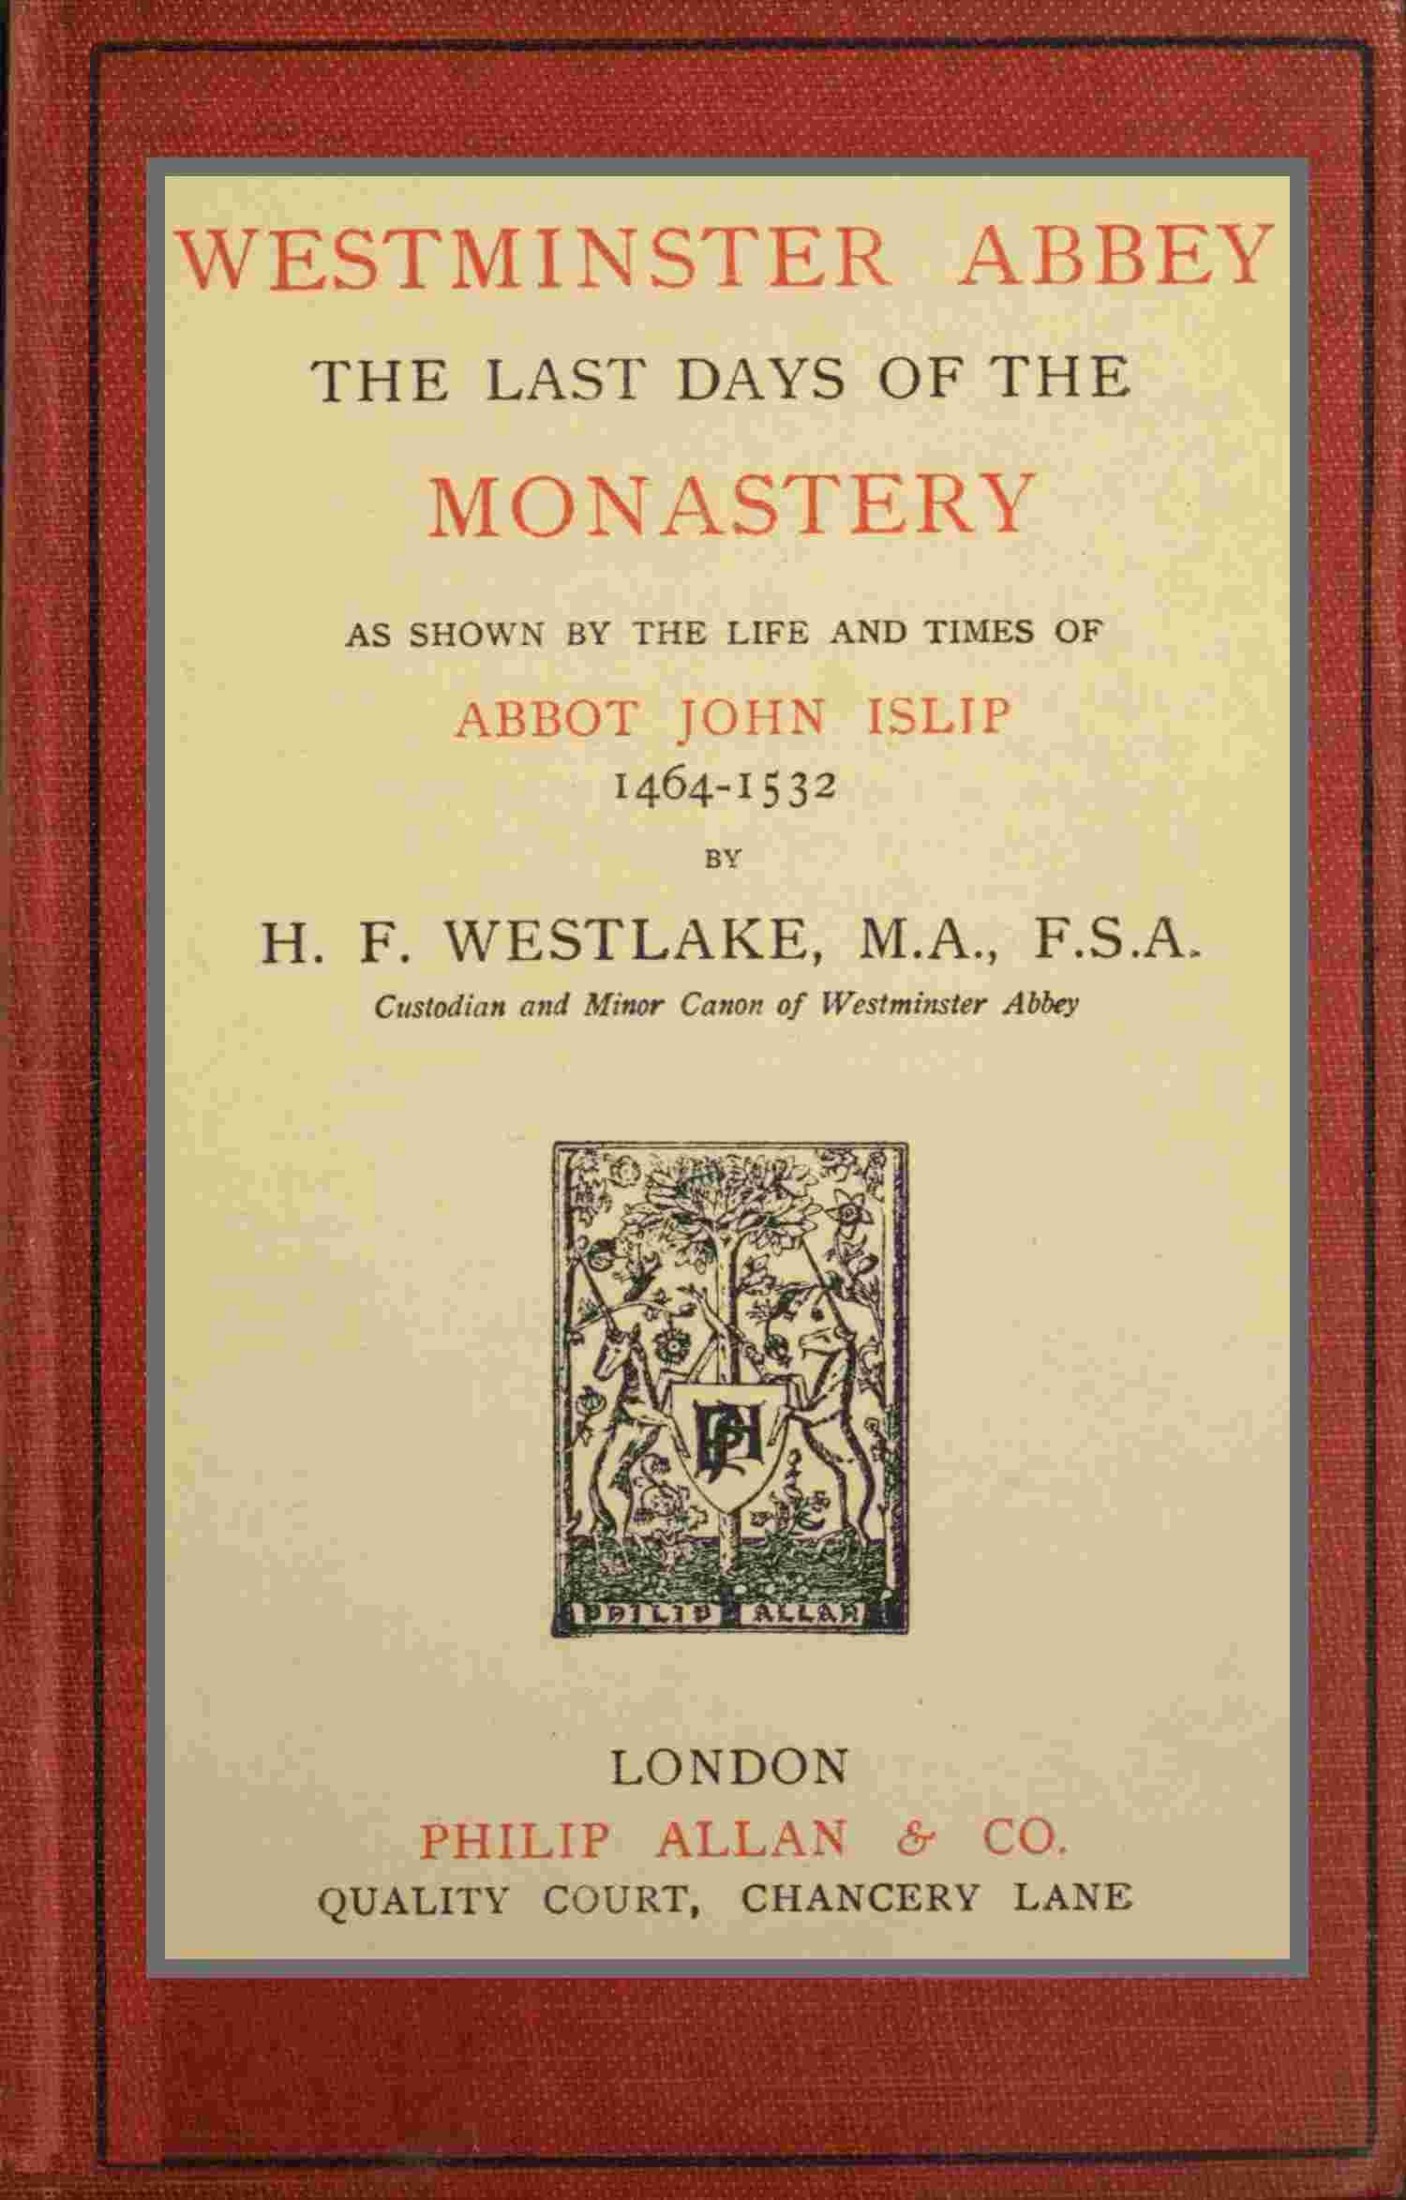 WESTMINSTER ABBEY
THE LAST DAYS OF THE
MONASTERY
AS SHOWN BY THE LIFE AND TIMES OF
ABBOT JOHN ISLIP
1464-1532
BY
H. F. WESTLAKE, M.A., F.S.A.
Custodian and Minor Canon of Westminster Abbey
PHILIP ALLAN
LONDON
PHILIP ALLAN & CO.
QUALITY COURT, CHANCERY LANE